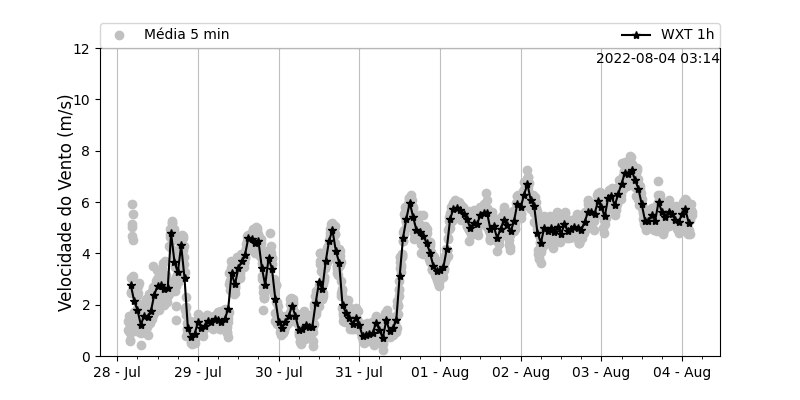 Média 5 min
WXT 1h
2022-08-04 03:14
Velocidade do Vento (m/s)
12
10
8
6
4
2
0
28 - Jul
29 - Jul
30 - Jul
31 - Jul
01 - Aug
02 - Aug
03 - Aug
04 - Aug